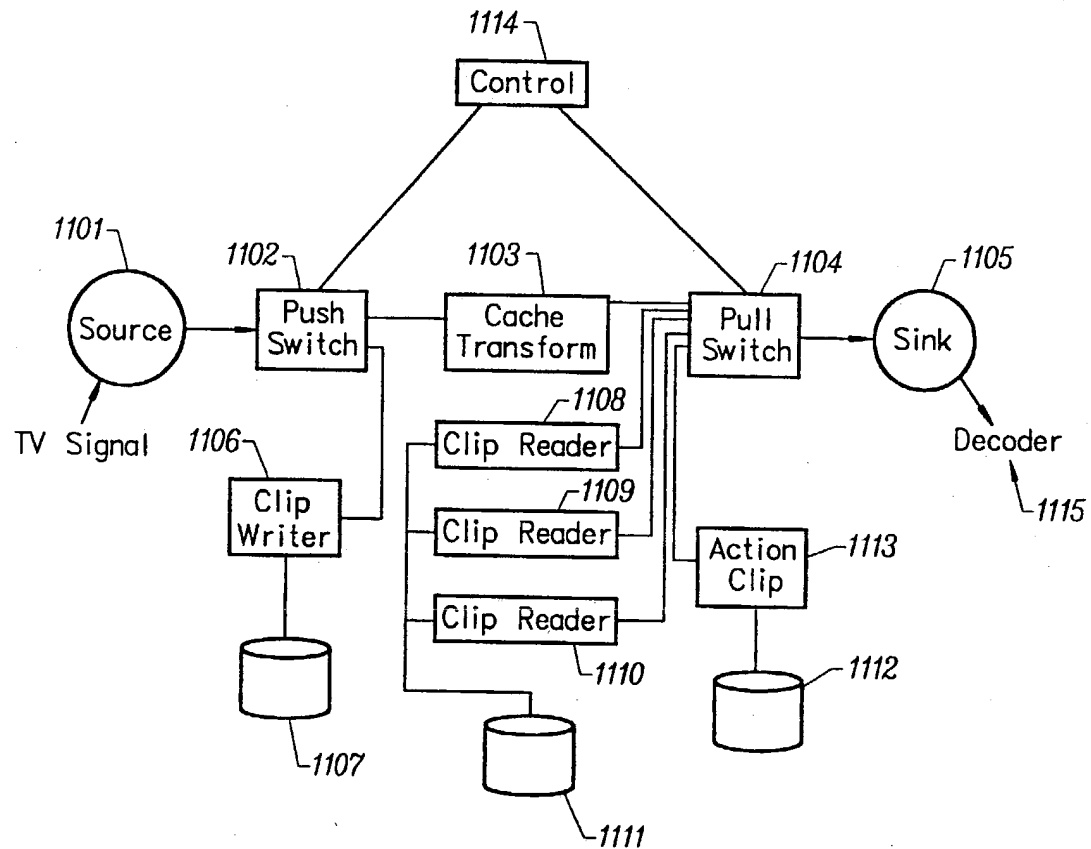 1114
Control
1101
1102
1103
1104
1105
Source
Push
Switch
Cache
Transform
Pull
Switch
Sink
TV Signal
1106
Clip
Writer
1108
Clip Reader
1109
Clip Reader
Clip Reader
1110
Decoder
1115
Action
Clip
1113
1107
1111
1112